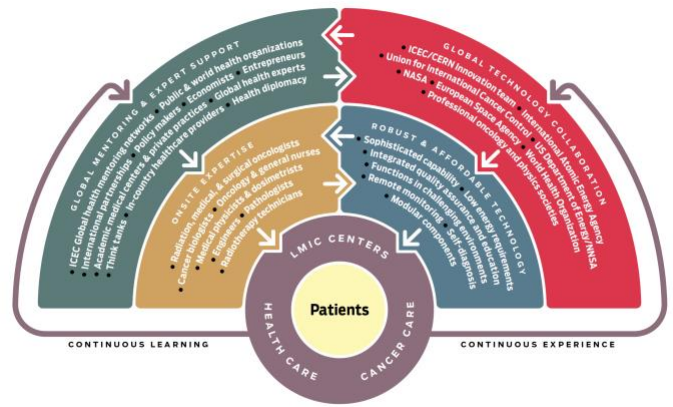 GLOBAL MENTORING & EXPERT SUPPORT
• ICEC Global health mentoring networks • Public & world health organizations
• International partnerships • Policy makers • Economists • Entrepreneurs
• Academic medical centers & private practices • Global health experts
• Think tanks • In-country healthcare providers • Health diplomacy
GLOBAL TECHNOLOGY COLLABORATION
• ICEC/CERN Innovation team • International Atomic Energy Agency
Union for International Cancer Control • US Department of Energy/NNSA
• NASA • European Space Agency • World Health Organization
• Professional oncology and physics societies
ONSITE EXPERTISE
• Radiation, medical & surgical oncologists
• Cancer biologists • Oncology & general nurses
• Medical physicists & dosimetrists
• Engineers • Pathologists
• Radiotherapy technicians
ROBUST & AFFORDABLE TECHNOLOGY
• Sophisticated capability • Low energy requirements
• Integrated quality assurance and education
• Functions in challenging environments
• Remote monitoring • Self-diagnosis
• Modular components
LMIC CENTERS
Patients
HEALTH CARE
CANCER CARE
CONTINUOUS LEARNING
CONTINUOUS EXPERIENCE